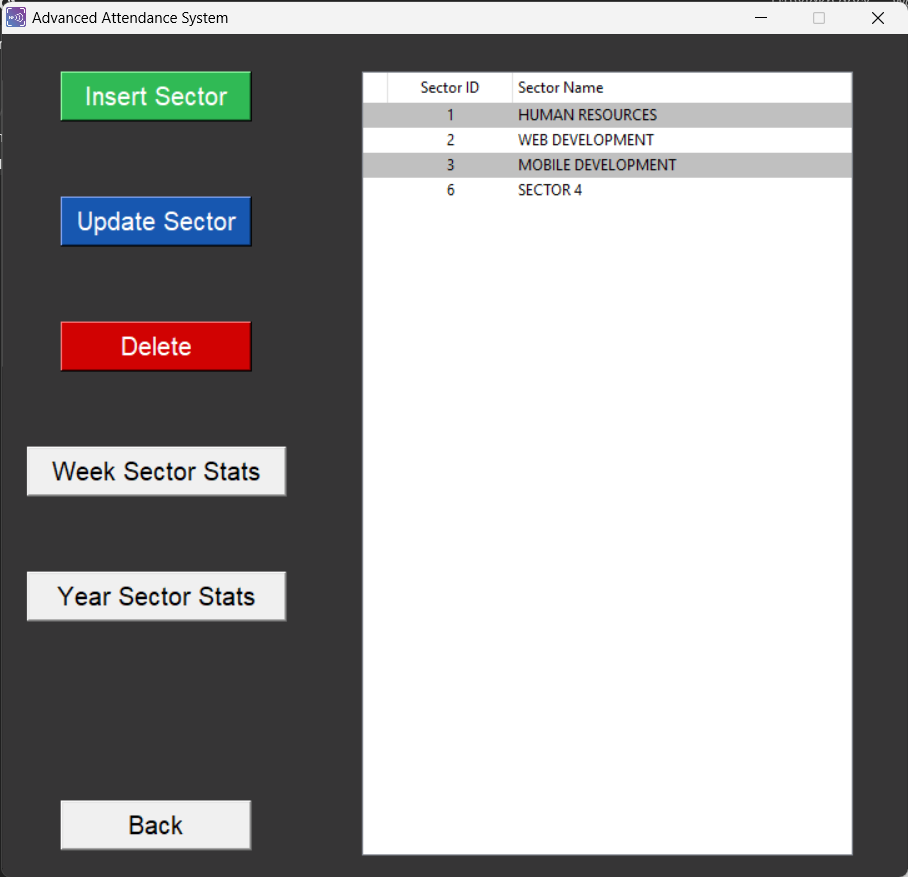 Advanced Attendance System
Insert Sector
Update Sector
Delete
Week Sector Stats
Year Sector Stats
Back
Sector ID Sector Name
1 HUMAN RESOURCES
2 WEB DEVELOPMENT
3 MOBILE DEVELOPMENT
6 SECTOR 4